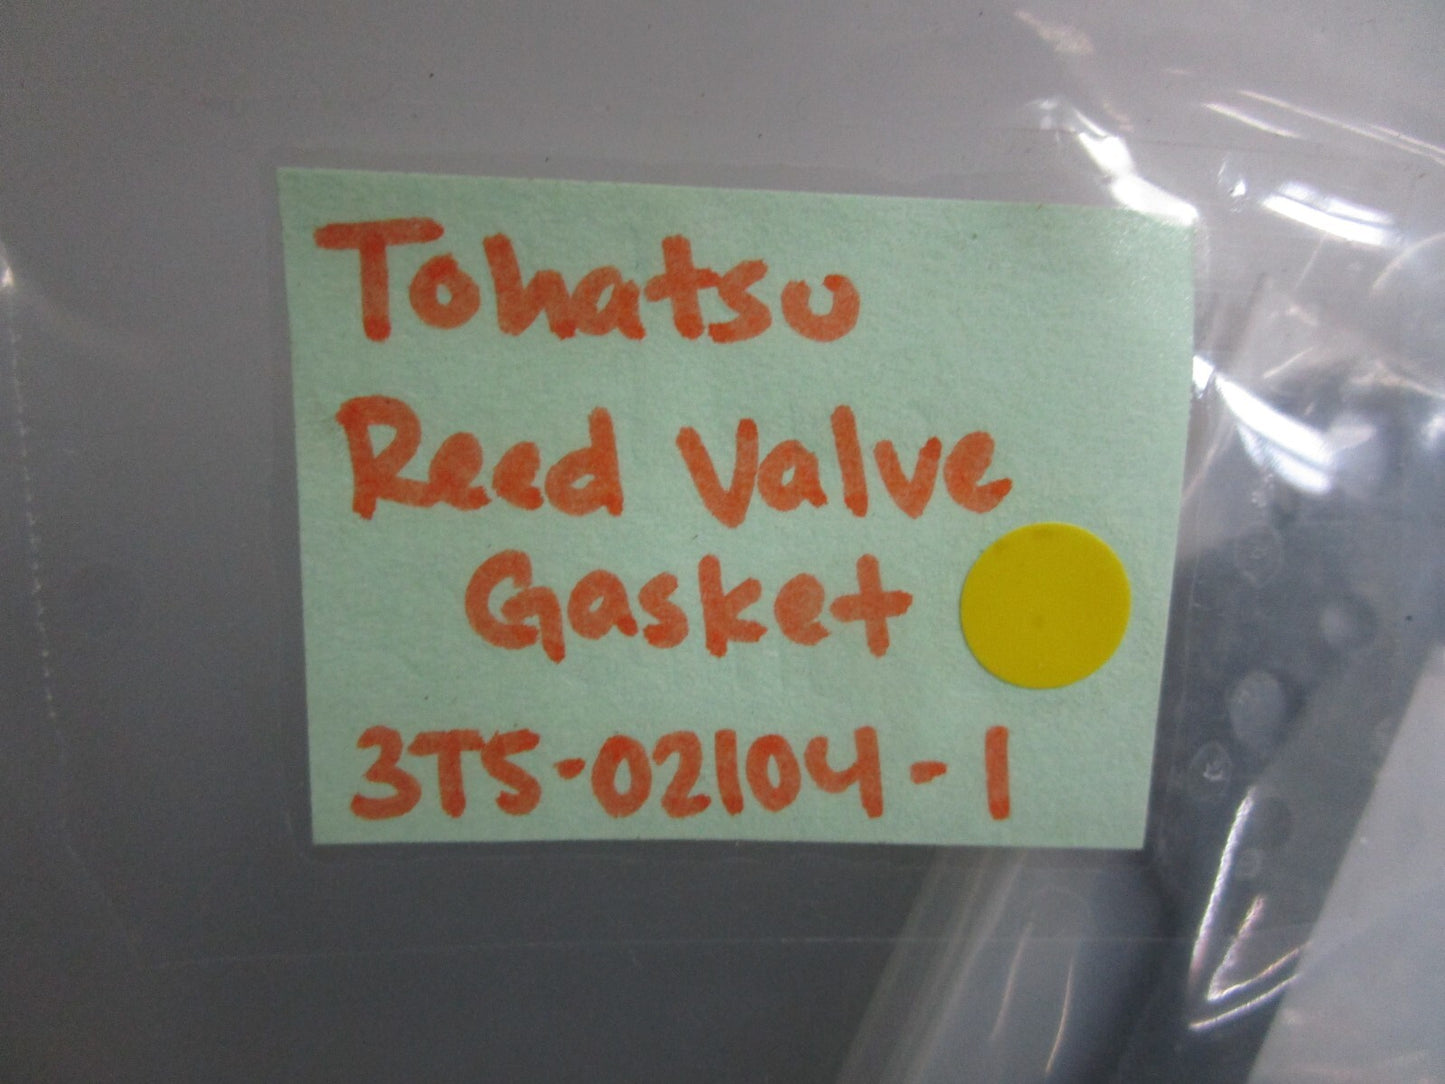 Tohatsu
Reed Valve
Gasket
3T5-02104-1